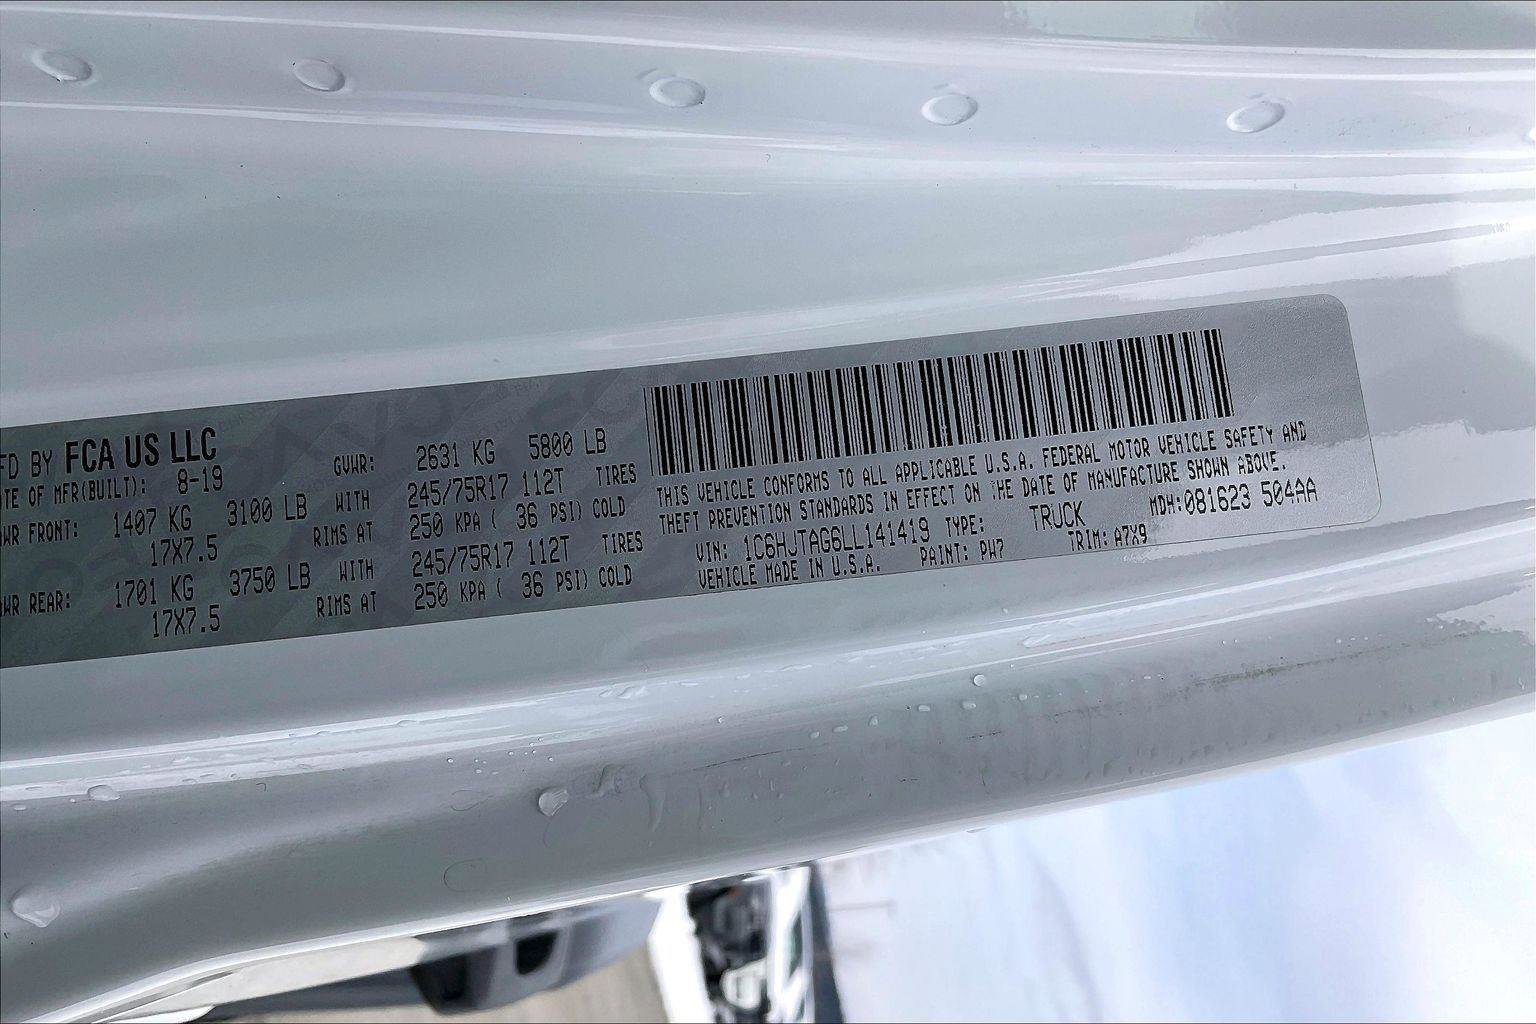 FD BY FCA US LLC
TE OF MFR(BUILT): 8-19
GVWR: 2631 KG 5800 LB
WR FRONT: 1407 KG 3100 LB WITH 245/75R17 112T TIRES
17X7.5 RIMS AT 250 KPA ( 36 PSI) COLD
WR REAR: 1701 KG 3750 LB WITH 245/75R17 112T TIRES
17X7.5 RIMS AT 250 KPA ( 36 PSI) COLD
THIS VEHICLE CONFORMS TO ALL APPLICABLE U.S.A. FEDERAL MOTOR VEHICLE SAFETY AND
THEFT PREVENTION STANDARDS IN EFFECT ON THE DATE OF MANUFACTURE SHOWN ABOVE.
VIN: 1C6HJTAG6LL141419 TYPE: TRUCK MDH:081623 504AA
VEHICLE MADE IN U.S.A. PAINT: PW7 TRIM: A7X9